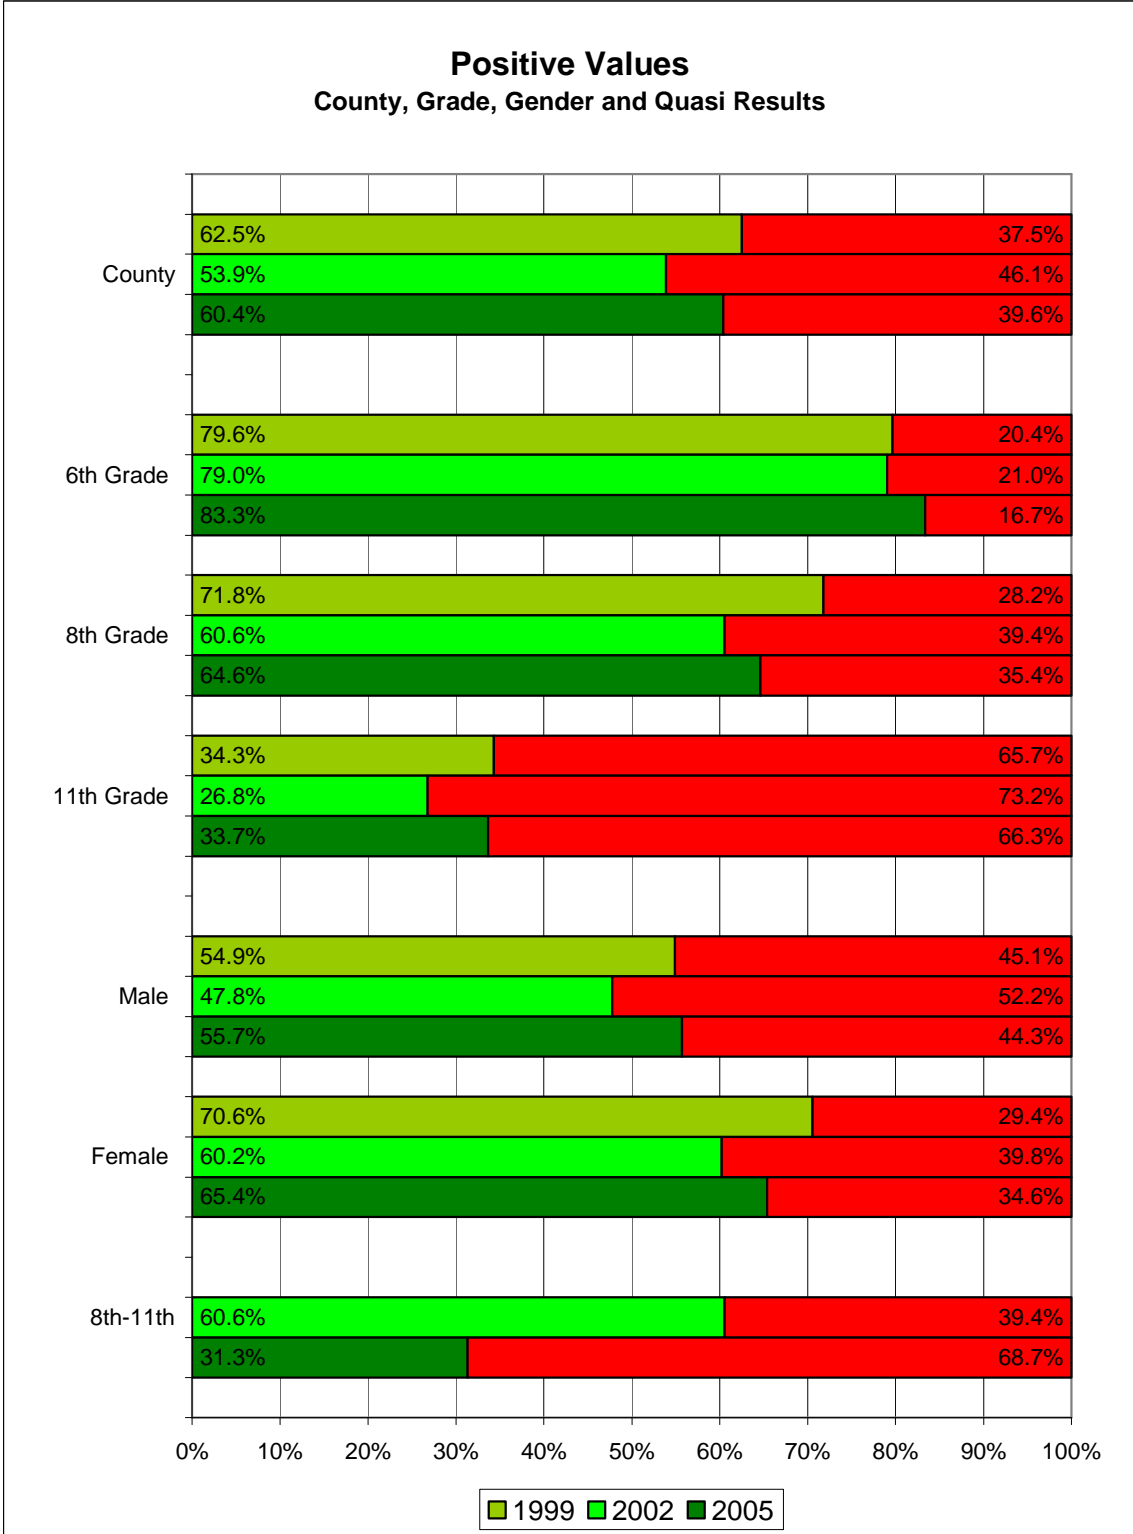 Positive Values
County, Grade, Gender and Quasi Results
62.5% 37.5%
County 53.9% 46.1%
60.4% 39.6%
79.6% 20.4%
6th Grade 79.0% 21.0%
83.3% 16.7%
71.8% 28.2%
8th Grade 60.6% 39.4%
64.6% 35.4%
34.3% 65.7%
11th Grade 26.8% 73.2%
33.7% 66.3%
54.9% 45.1%
Male 47.8% 52.2%
55.7% 44.3%
70.6% 29.4%
Female 60.2% 39.8%
65.4% 34.6%
8th-11th 60.6% 39.4%
31.3% 68.7%
0% 10% 20% 30% 40% 50% 60% 70% 80% 90% 100%
1999 2002 2005